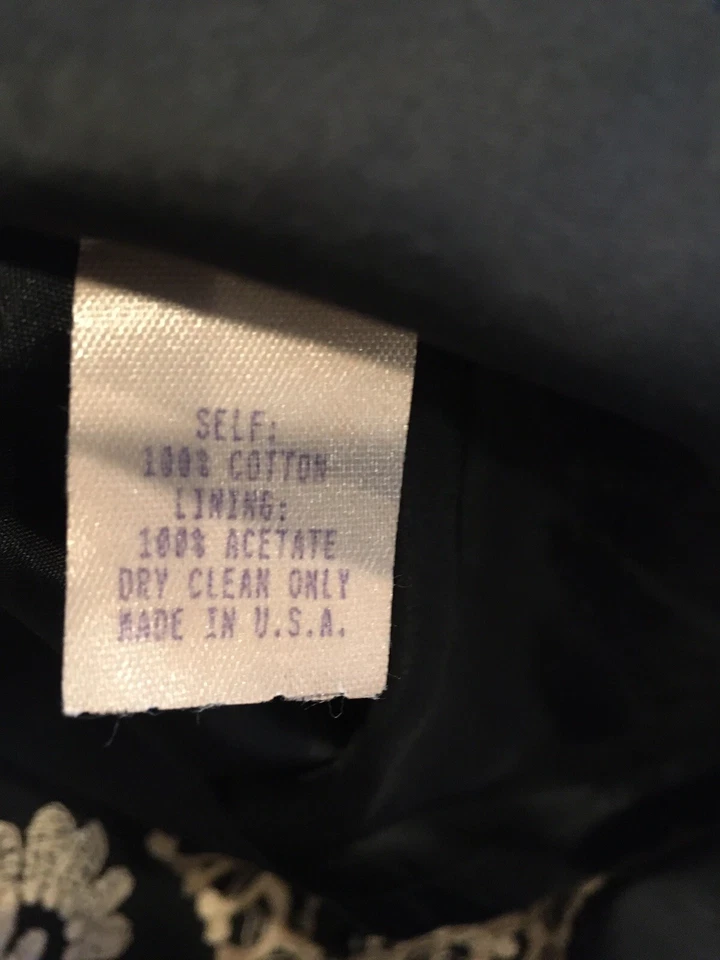 SELF:
100% COTTON
LINING:
100% ACETATE
DRY CLEAN ONLY
MADE IN U.S.A.